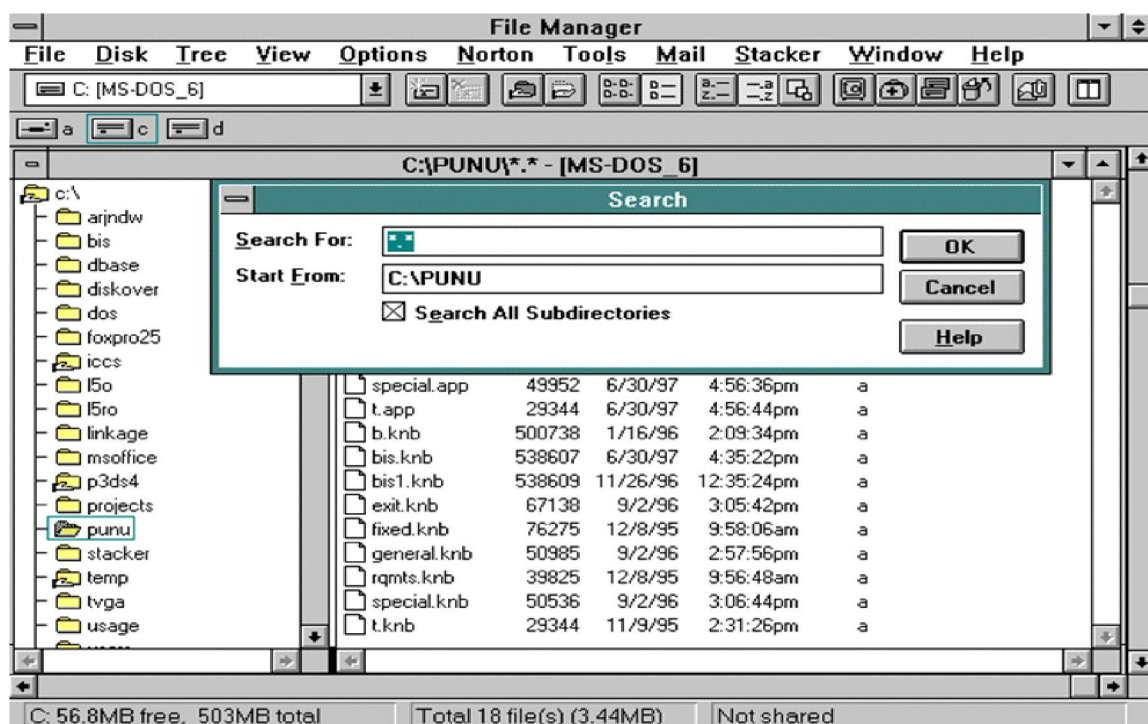 File Manager
File Disk Tree View Options Norton Tools Mail Stacker Window Help
C: [MS-DOS_6]
a c d
C:\PUNU\*.* - [MS-DOS_6]
Search
Search For: *.*
OK
Start From: C:\PUNU
Cancel
Search All Subdirectories
Help
c:\
arjndw
bis
dbase
diskover
dos
foxpro25
iccs
l5o
l5ro
linkage
msoffice
p3ds4
projects
punu
stacker
temp
tvga
usage
special.app 49952 6/30/97 4:56:36pm a
t.app 29344 6/30/97 4:56:44pm a
b.knb 500738 1/16/96 2:09:34pm a
bis.knb 538607 6/30/97 4:35:22pm a
bis1.knb 538609 11/26/96 12:35:24pm a
exit.knb 67138 9/2/96 3:05:42pm a
fixed.knb 76275 12/8/95 9:58:06am a
general.knb 50985 9/2/96 2:57:56pm a
rqmts.knb 39825 12/8/95 9:56:48am a
special.knb 50536 9/2/96 3:06:44pm a
t.knb 29344 11/9/95 2:31:26pm a
C: 56.8MB free, 503MB total
Total 18 file(s) (3.44MB)
Not shared